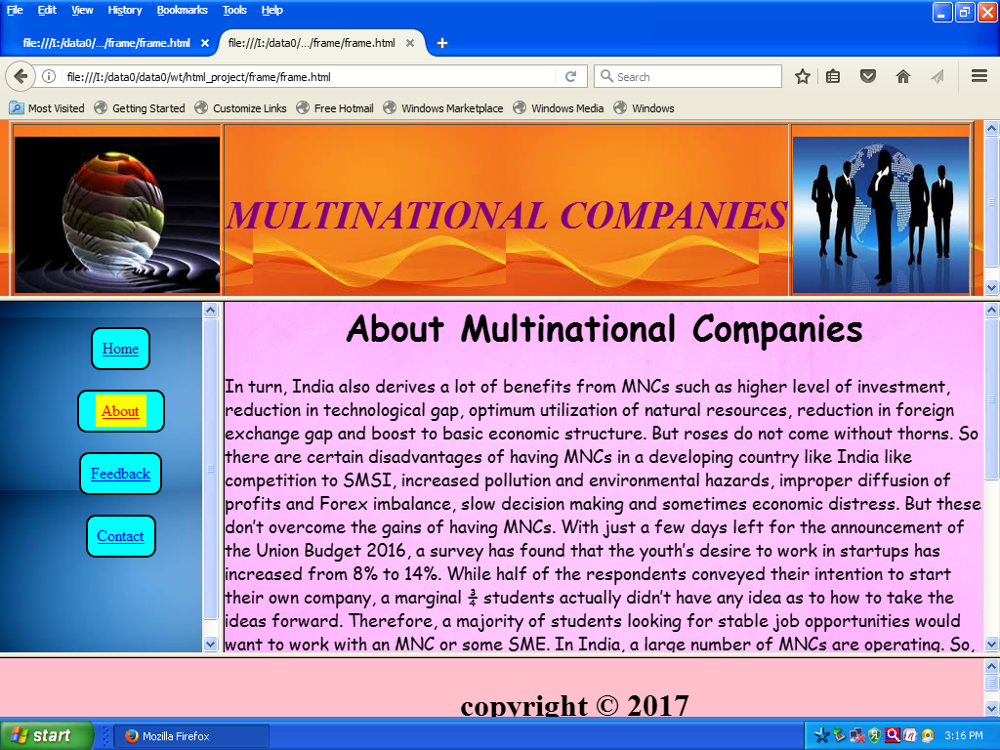 File Edit View History Bookmarks Tools Help
file:///I:/data0/.../frame/frame.html × file:///I:/data0/.../frame/frame.html × +
file:///I:/data0/data0/wt/html_project/frame/frame.html Search
Most Visited Getting Started Customize Links Free Hotmail Windows Marketplace Windows Media Windows
MULTINATIONAL COMPANIES
Home
About
Feedback
Contact
About Multinational Companies
In turn, India also derives a lot of benefits from MNCs such as higher level of investment,
reduction in technological gap, optimum utilization of natural resources, reduction in foreign
exchange gap and boost to basic economic structure. But roses do not come without thorns. So
there are certain disadvantages of having MNCs in a developing country like India like
competition to SMSI, increased pollution and environmental hazards, improper diffusion of
profits and Forex imbalance, slow decision making and sometimes economic distress. But these
don’t overcome the gains of having MNCs. With just a few days left for the announcement of
the Union Budget 2016, a survey has found that the youth’s desire to work in startups has
increased from 8% to 14%. While half of the respondents conveyed their intention to start
their own company, a marginal ¾ students actually didn’t have any idea as to how to take the
ideas forward. Therefore, a majority of students looking for stable job opportunities would
want to work with an MNC or some SME. In India, a large number of MNCs are operating. So,
copyright © 2017
start Mozilla Firefox 3:16 PM